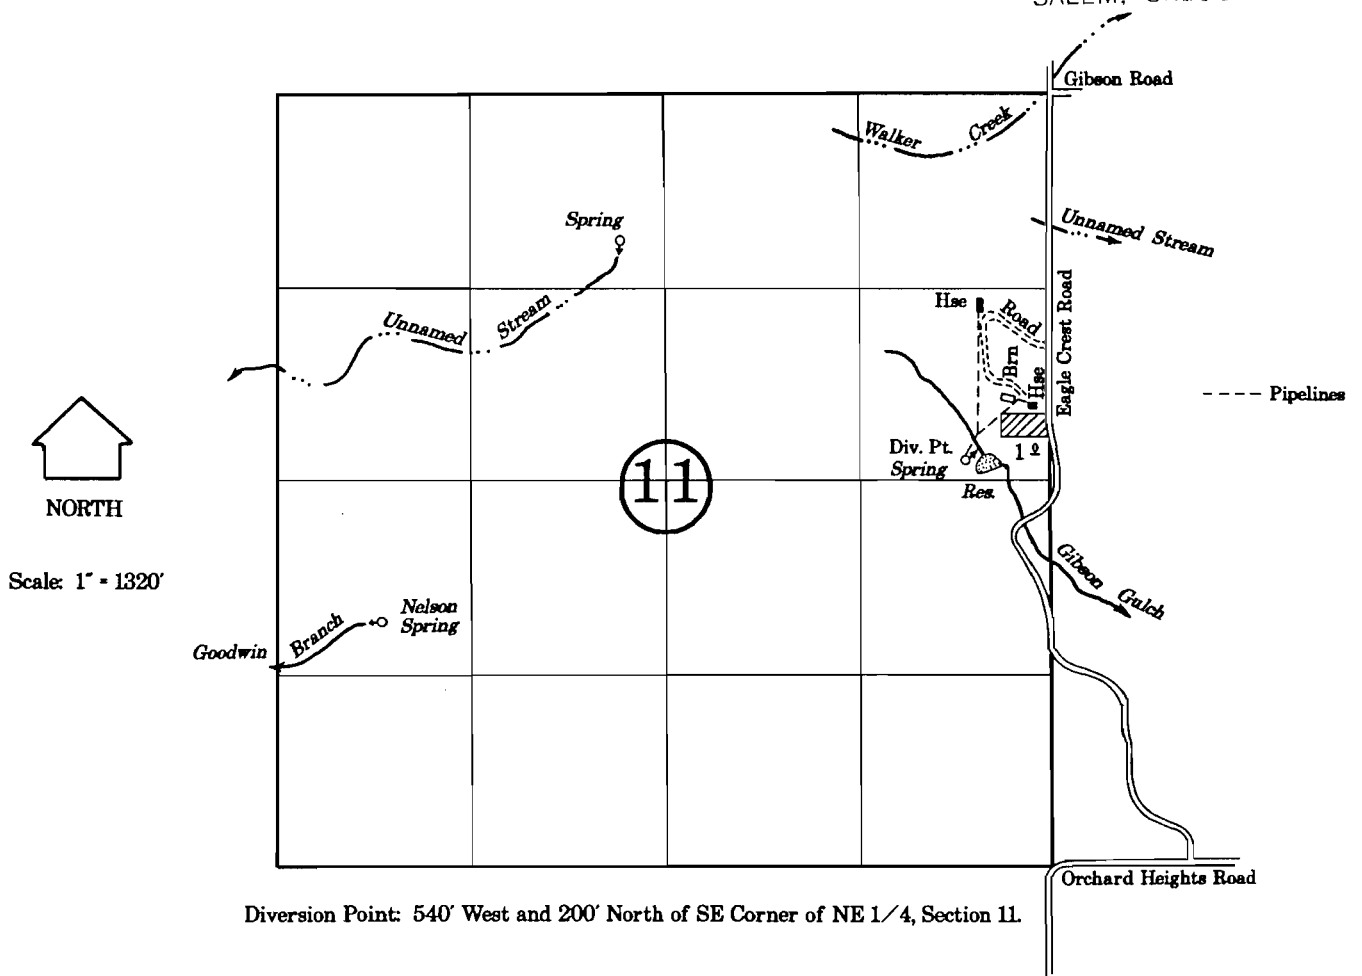 Gibson Road
Walker Creek
Spring
Unnamed Stream
Unnamed Stream
Hse
Road
Brn
Hse
Eagle Crest Road
Pipelines
Div. Pt.
Spring
1
Res.
11
NORTH
Scale: 1" = 1320'
Gibson Gulch
Nelson
Spring
Goodwin Branch
Orchard Heights Road
Diversion Point: 540' West and 200' North of SE Corner of NE 1/4, Section 11.